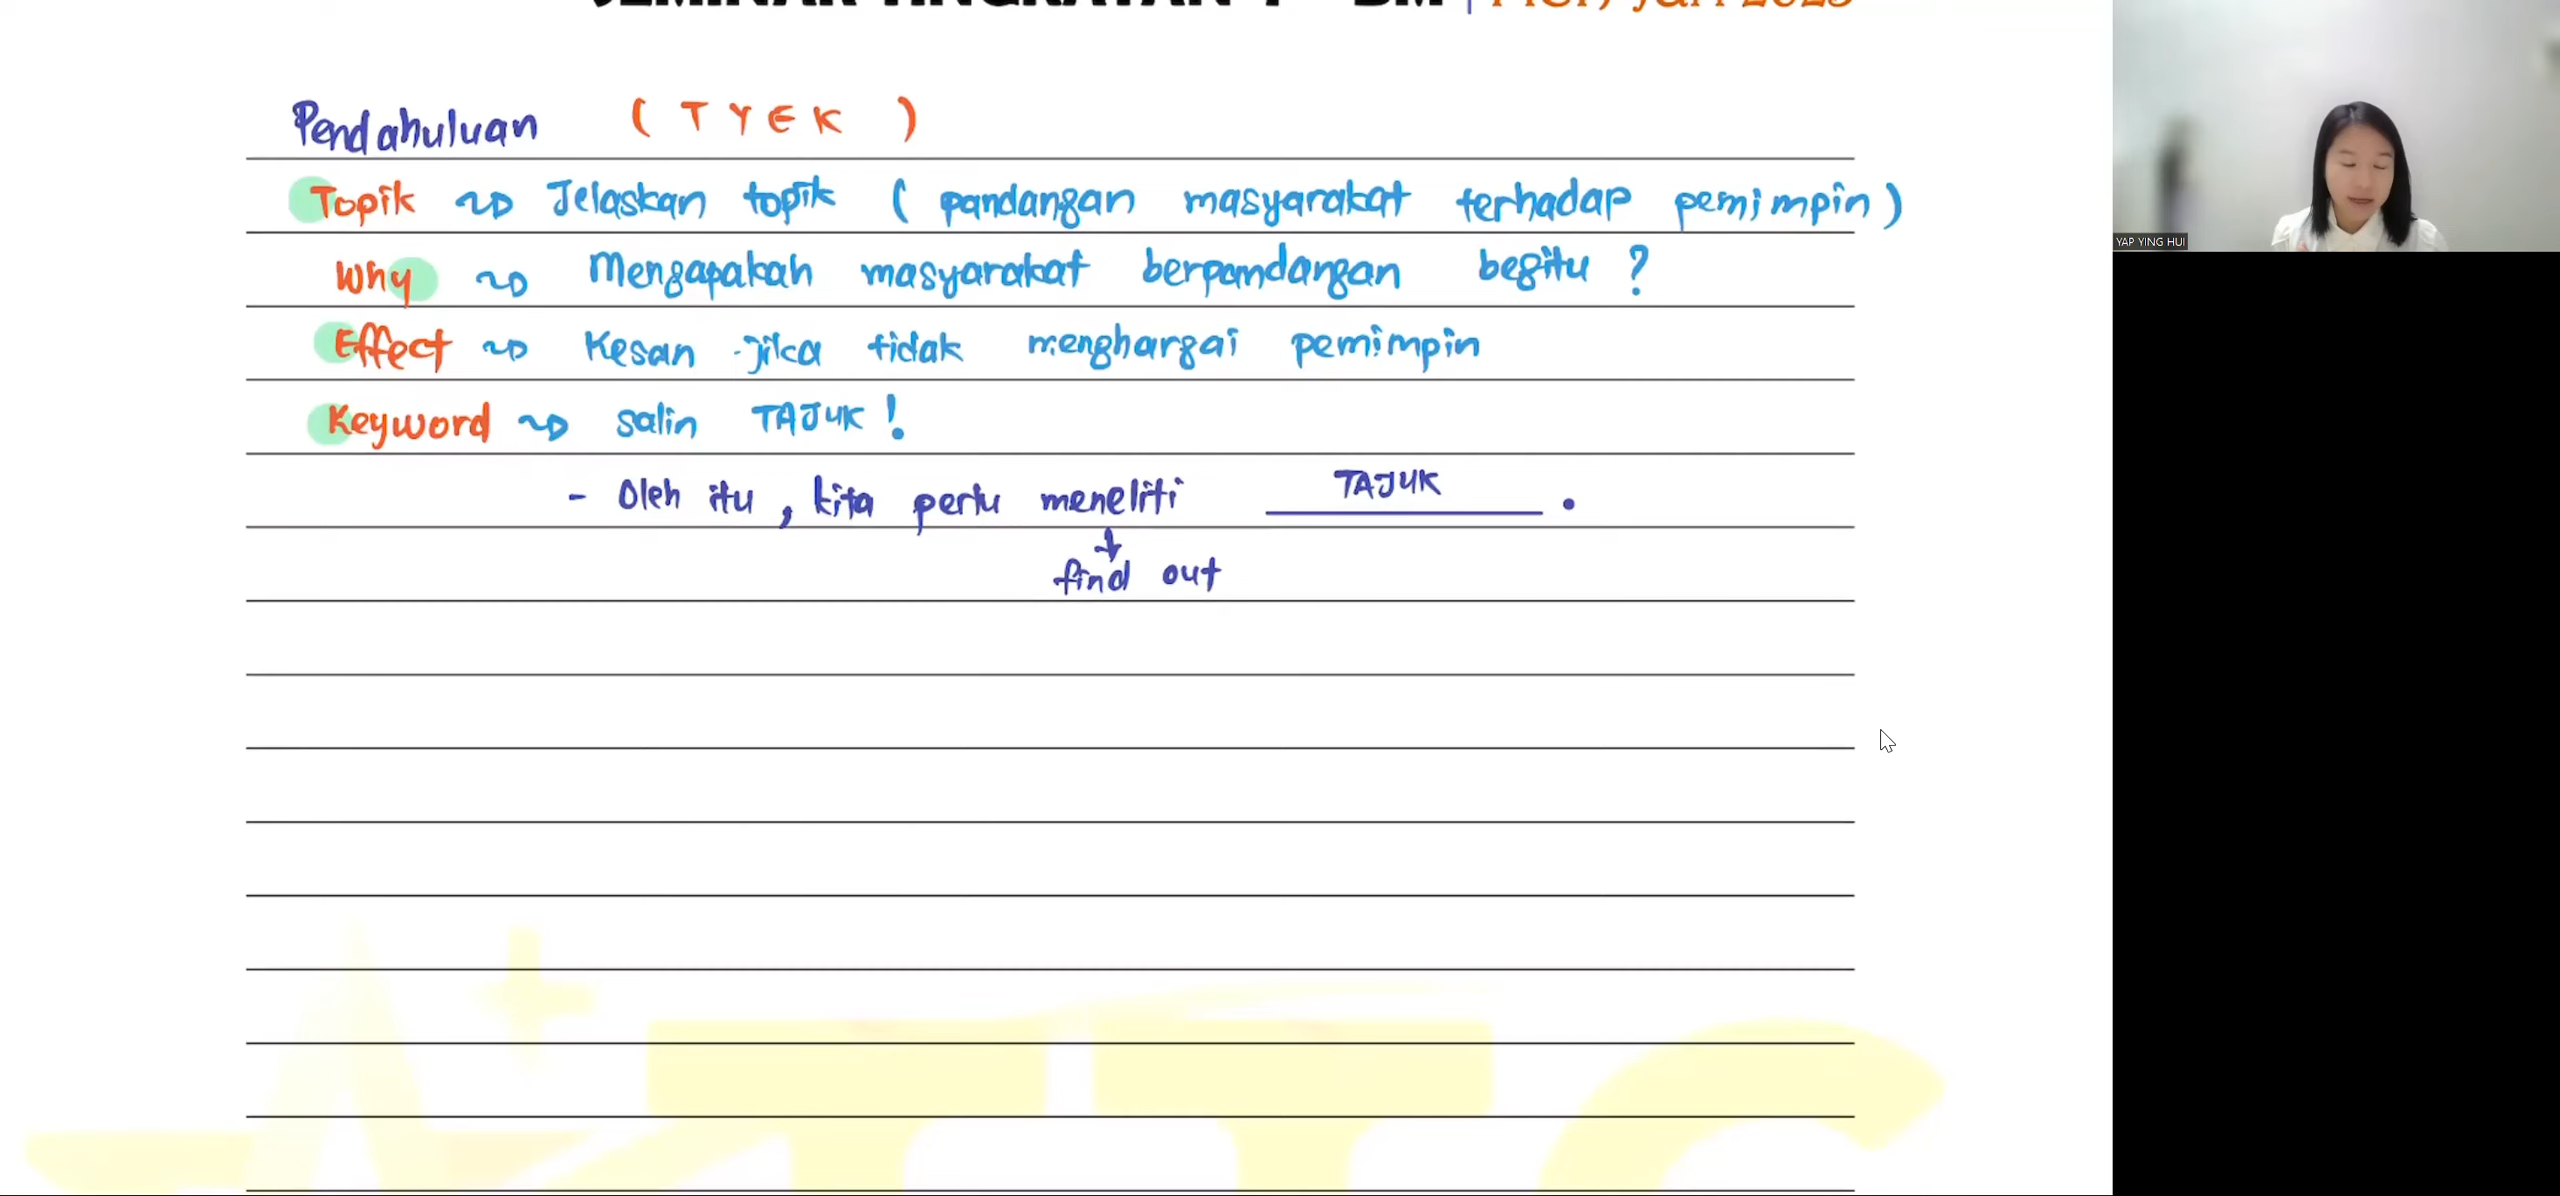 Pendahuluan ( T Y E K )
Topik ~> Jelaskan topik ( pandangan masyarakat terhadap pemimpin )
Why ~> Mengapakah masyarakat berpandangan begitu ?
Effect ~> Kesan jika tidak menghargai pemimpin
Keyword ~> salin TAJUK !
- Oleh itu , kita perlu meneliti TAJUK .
↓
find out
YAP YING HUI